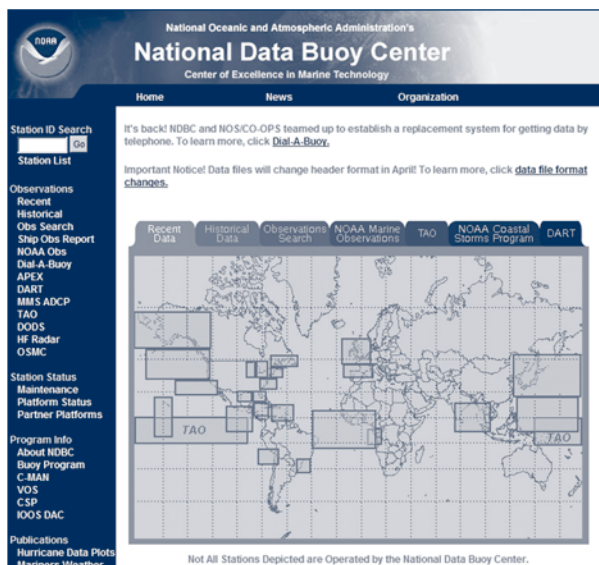 NOAA
National Oceanic and Atmospheric Administration's
National Data Buoy Center
Center of Excellence in Marine Technology
Home News Organization
Station ID Search
Go
Station List
Observations
Recent
Historical
Obs Search
Ship Obs Report
NOAA Obs
Dial-A-Buoy
APEX
DART
MMS ADCP
TAO
DODS
HF Radar
OSMC
Station Status
Maintenance
Platform Status
Partner Platforms
Program Info
About NDBC
Buoy Program
C-MAN
VOS
CSP
IOOS DAC
Publications
Hurricane Data Plots
Mariners Weather
It's back! NDBC and NOS/CO-OPS teamed up to establish a replacement system for getting data by
telephone. To learn more, click Dial-A-Buoy.
Important Notice! Data files will change header format in April! To learn more, click data file format
changes.
Recent Historical Observations NOAA Marine TAO NOAA Coastal DART
Data Data Search Observations Storms Program
TAO TAO
Not All Stations Depicted are Operated by the National Data Buoy Center.